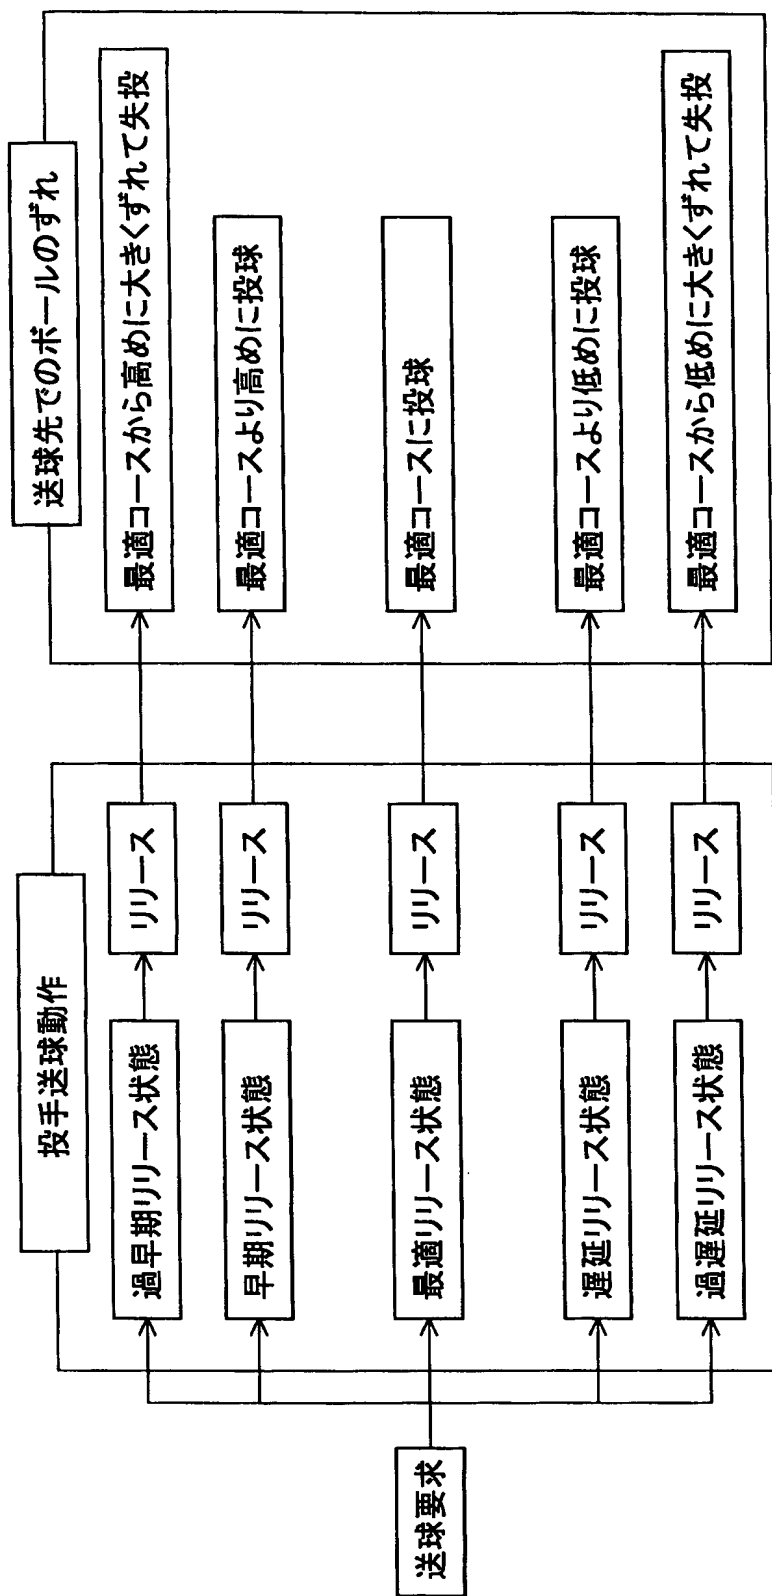 送球要求
投手送球動作
過早期リリース状態
リリース
早期リリース状態
リリース
最適リリース状態
リリース
遅延リリース状態
リリース
過遅延リリース状態
リリース
送球先でのボールのずれ
最適コースから高めに大きくずれて失投
最適コースより高めに投球
最適コースに投球
最適コースより低めに投球
最適コースから低めに大きくずれて失投